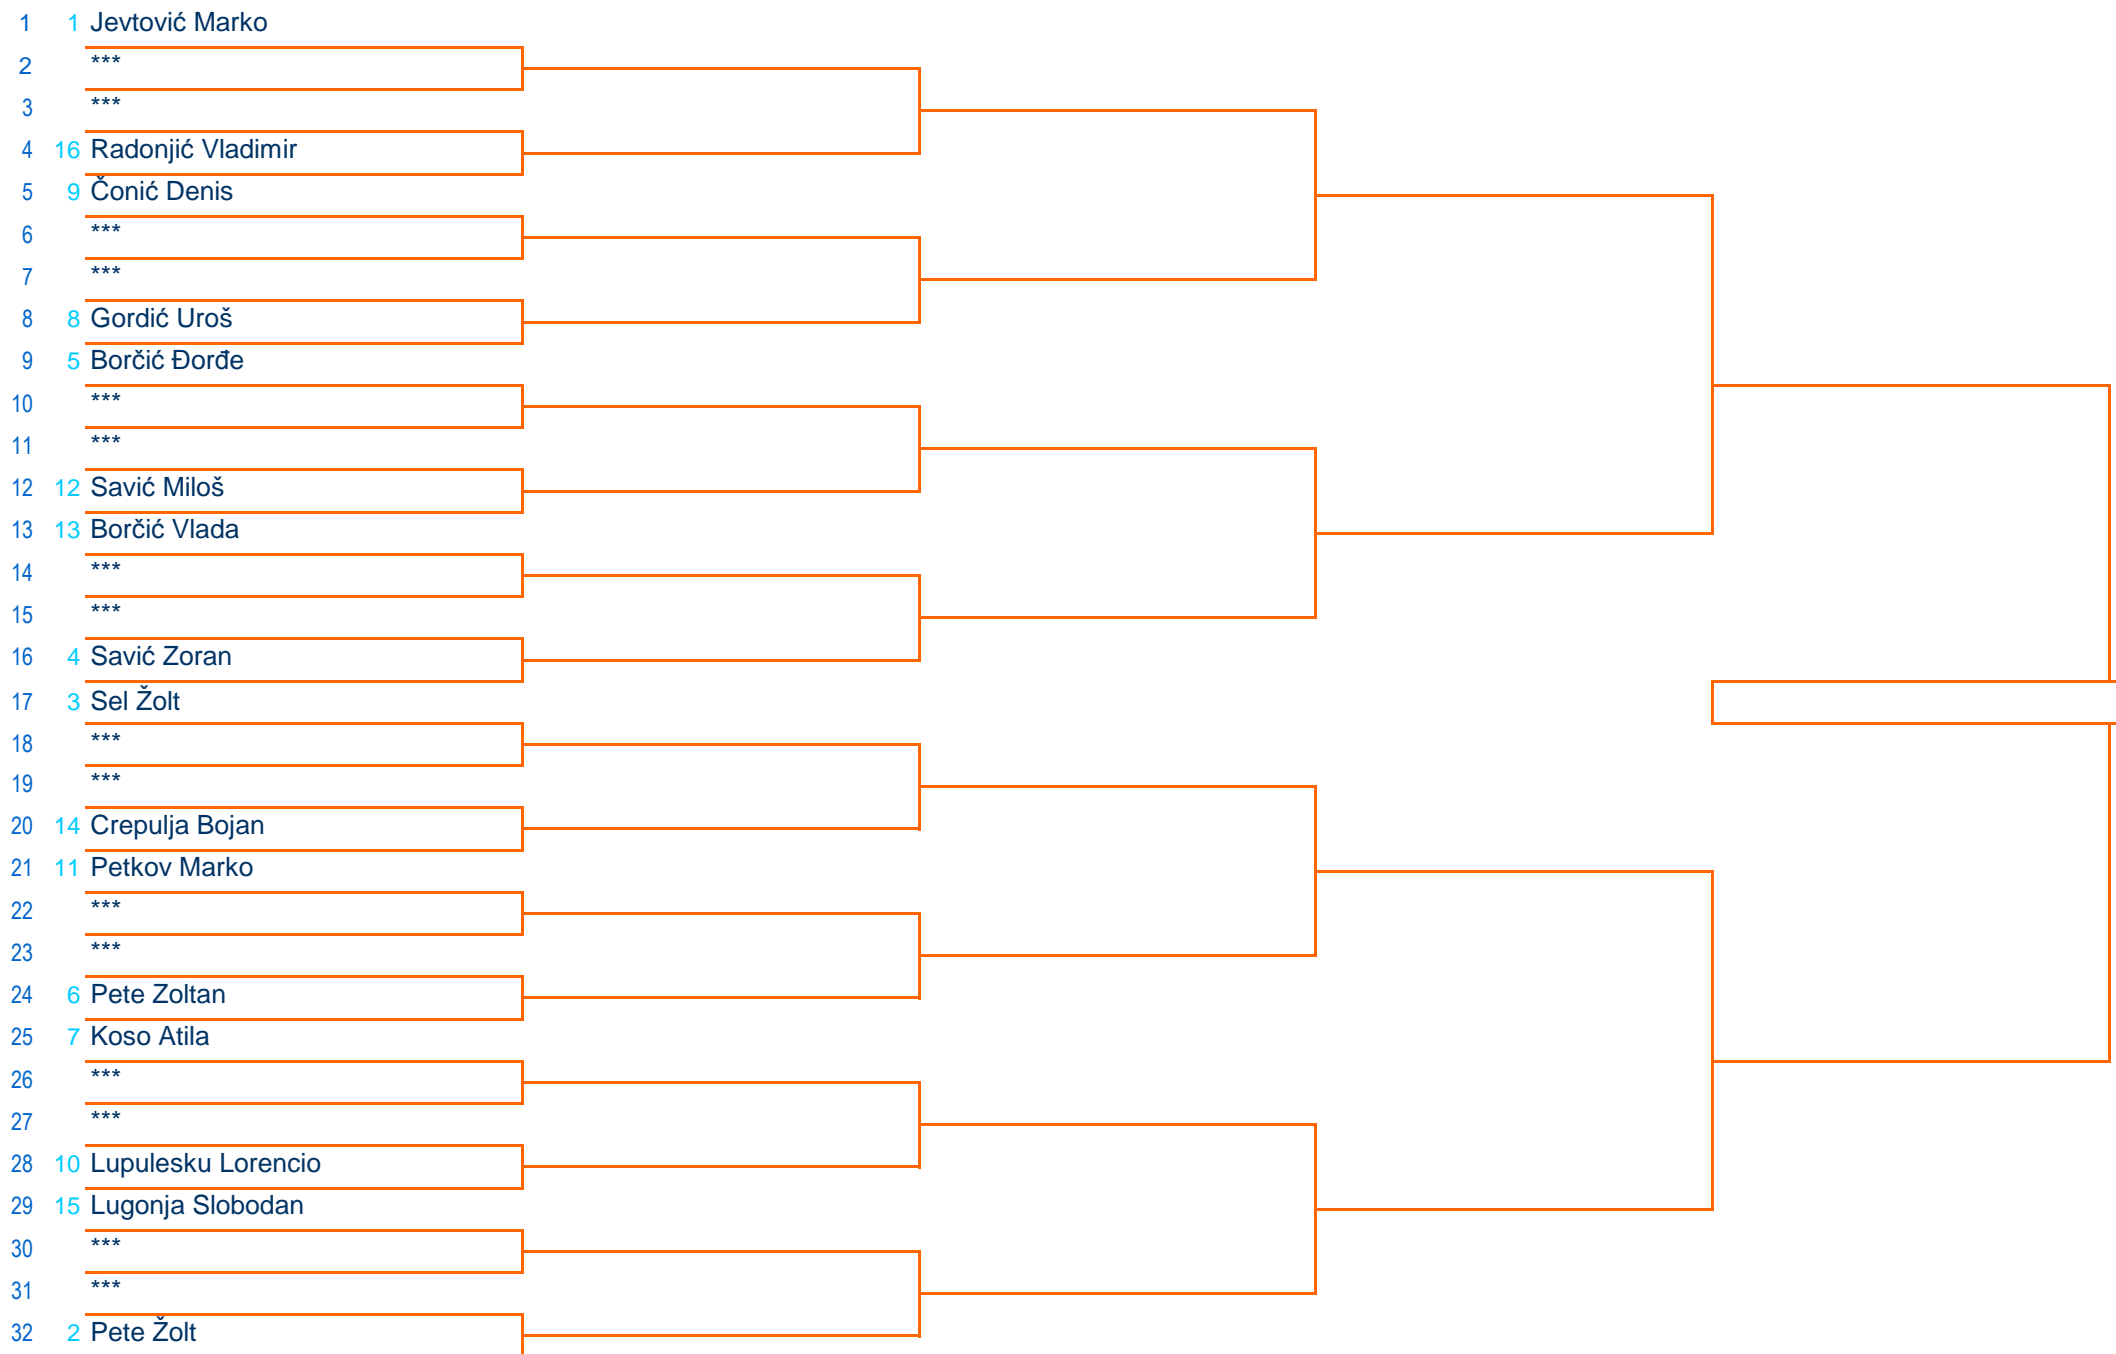 1 1 Jevtović Marko
2 ***
3 ***
4 16 Radonjić Vladimir
5 9 Čonić Denis
6 ***
7 ***
8 8 Gordić Uroš
9 5 Borčić Đorđe
10 ***
11 ***
12 12 Savić Miloš
13 13 Borčić Vlada
14 ***
15 ***
16 4 Savić Zoran
17 3 Sel Žolt
18 ***
19 ***
20 14 Crepulja Bojan
21 11 Petkov Marko
22 ***
23 ***
24 6 Pete Zoltan
25 7 Koso Atila
26 ***
27 ***
28 10 Lupulesku Lorencio
29 15 Lugonja Slobodan
30 ***
31 ***
32 2 Pete Žolt